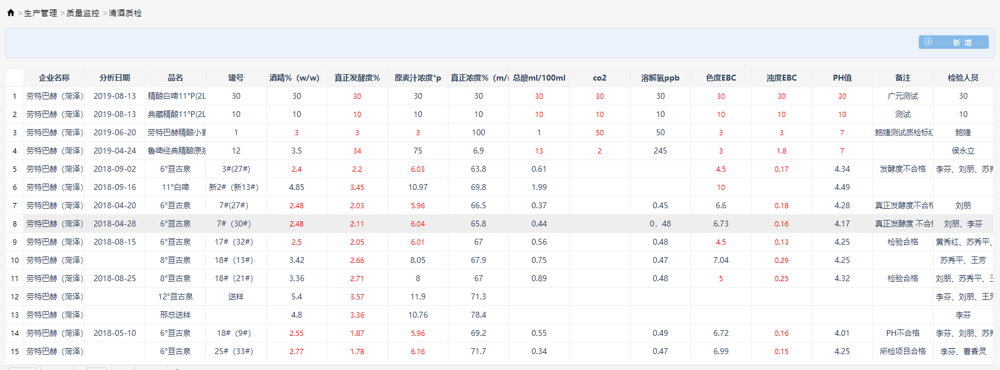 > 生产管理 > 质量监控 > 清酒质检
新 增
企业名称 分析日期 品名 罐号 酒精%（w/w） 真正发酵度% 原麦汁浓度°p 真正浓度%（m/ 总酸ml/100ml co2 溶解氧ppb 色度EBC 浊度EBC PH值 备注 检验人员
1 劳特巴赫（菏泽） 2019-08-13 精酿白啤11°P(2L 30 30 30 30 30 30 30 30 30 30 30 广元测试 30
2 劳特巴赫（菏泽） 2019-08-13 典藏精酿11°P(2L 10 10 10 10 10 10 10 10 10 10 10 测试 10
3 劳特巴赫（菏泽） 2019-06-20 劳特巴赫精酿小麦 1 3 3 3 100 1 50 50 3 3 7 鲍婕测试质检标红 鲍婕
4 劳特巴赫（菏泽） 2019-04-24 鲁啤经典精酿原浆 12 3.5 34 75 6.9 13 2 245 3 1.8 7 侯永立
5 劳特巴赫（菏泽） 2018-09-02 6°亘古泉 3#(27#) 2.4 2.2 6.03 63.8 0.61 4.5 0.17 4.34 发酵度不合格 李芬、刘朋、苏秀
6 劳特巴赫（菏泽） 2018-09-16 11°白啤 新2#（新13#） 4.85 3.45 10.97 69.8 1.99 10 4.49
7 劳特巴赫（菏泽） 2018-04-20 6°亘古泉 7#(27#) 2.48 2.03 5.96 66.5 0.37 0.45 6.6 0.18 4.28 真正发酵度不合格 刘朋
8 劳特巴赫（菏泽） 2018-04-28 6°亘古泉 7#（30#） 2.48 2.11 6.04 65.8 0.44 0，48 6.73 0.16 4.17 真正发酵度 不合格 刘朋、李芬
9 劳特巴赫（菏泽） 2018-08-15 6°亘古泉 17#（32#） 2.5 2.05 6.01 67 0.56 0.48 4.5 0.13 4.25 检验合格 黄秀红、苏秀平、
10 劳特巴赫（菏泽） 8°亘古泉 18#（13#） 3.42 2.66 8.05 67.9 0.75 0.47 7.04 0.29 4.25 苏秀平、王芳
11 劳特巴赫（菏泽） 2018-08-25 8°亘古泉 18#（21#） 3.36 2.71 8 67 0.89 0.48 5 0.25 4.32 检验合格 刘朋、苏秀平、王
12 劳特巴赫（菏泽） 12°亘古泉 送样 5.4 3.57 11.9 71.3 李芬、刘朋、王芳
13 劳特巴赫（菏泽） 邢总送样 4.8 3.36 10.76 78.4 李芬
14 劳特巴赫（菏泽） 2018-05-10 6°亘古泉 18#（9#） 2.55 1.87 5.96 69.2 0.55 0.49 6.72 0.16 4.01 PH不合格 李芬、刘朋、苏秀
15 劳特巴赫（菏泽） 6°亘古泉 25#（33#） 2.77 1.78 6.16 71.7 0.34 0.47 6.99 0.15 4.25 所检项目合格 李芬、曹香灵